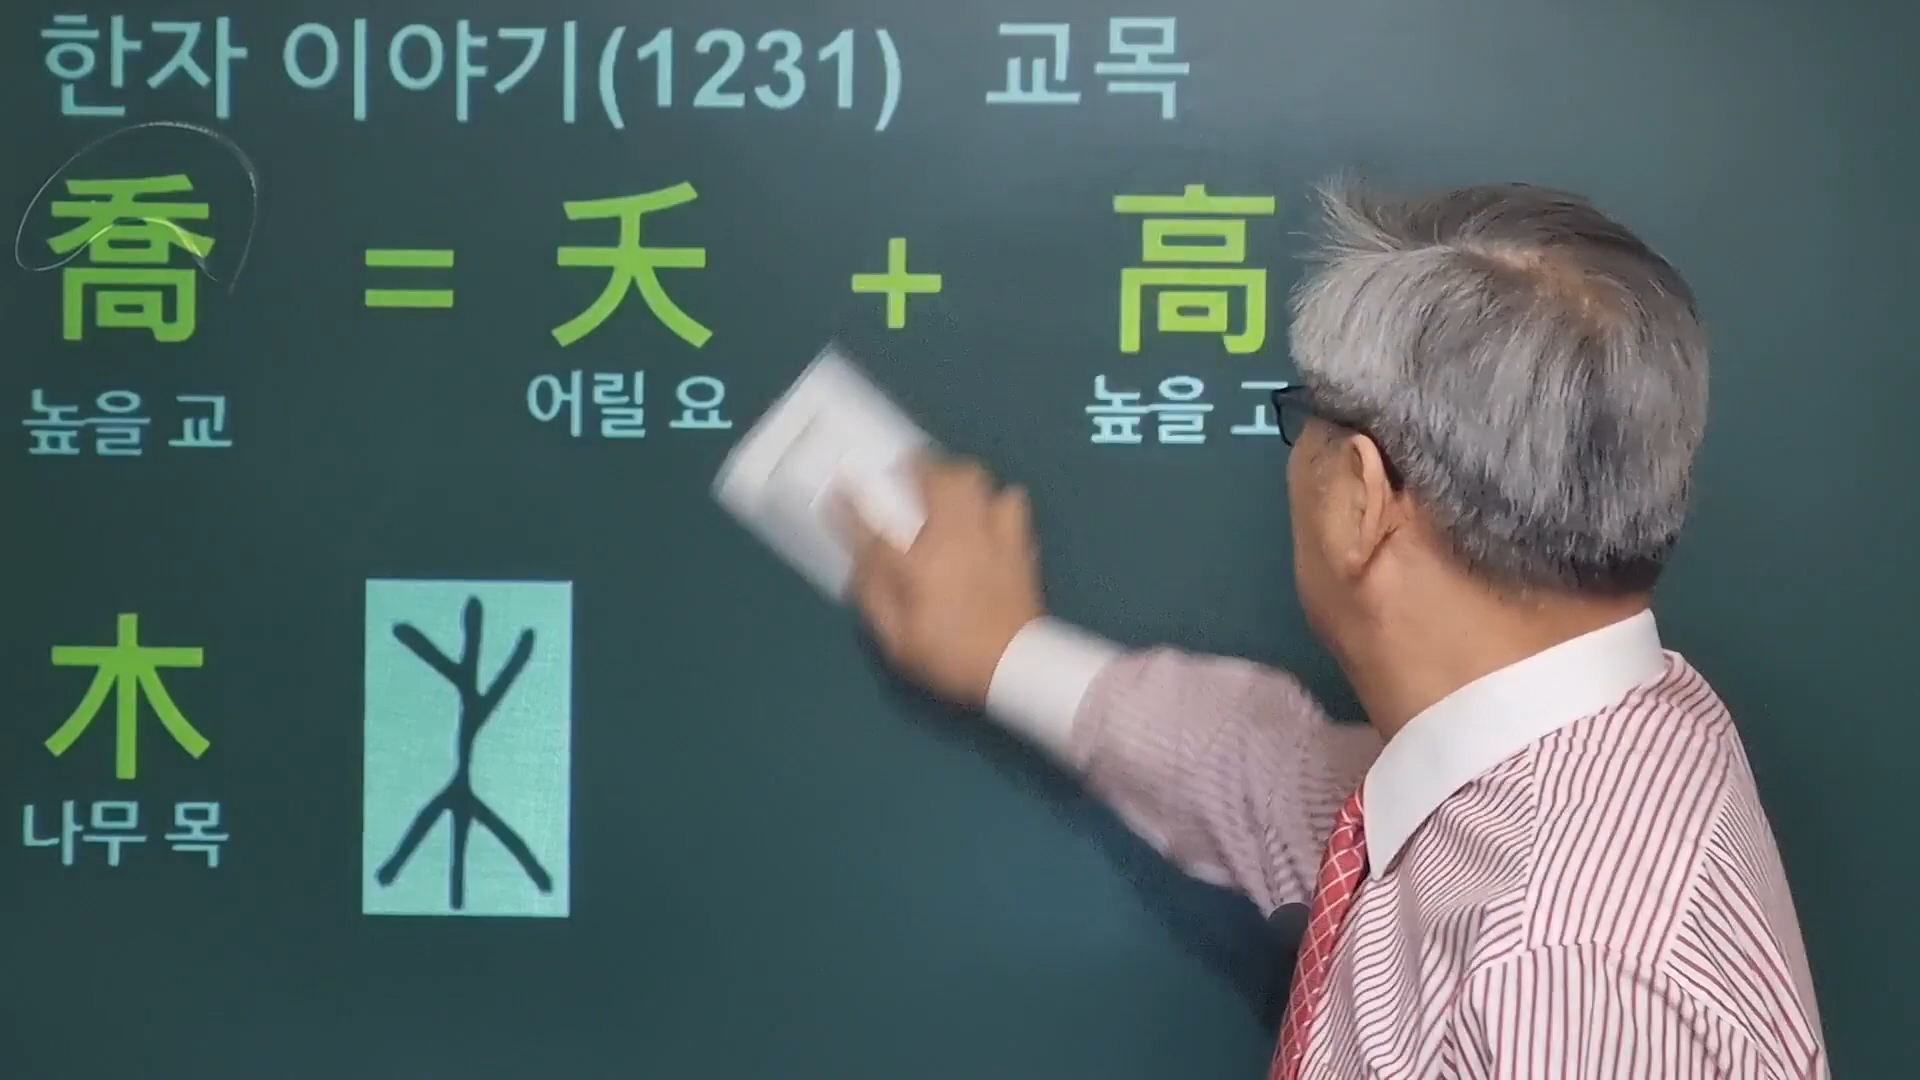 한자 이야기(1231) 교목
喬 = 夭 + 高
높을 교 어릴 요 높을
木
나무 목